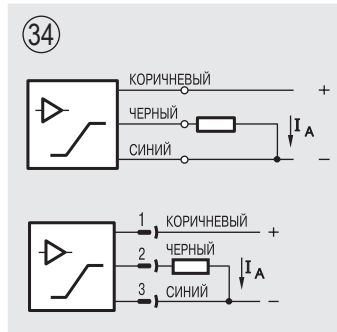 34
КОРИЧНЕВЫЙ +
ЧЕРНЫЙ
I A
СИНИЙ –
1 КОРИЧНЕВЫЙ +
2 ЧЕРНЫЙ
I A
3 СИНИЙ –